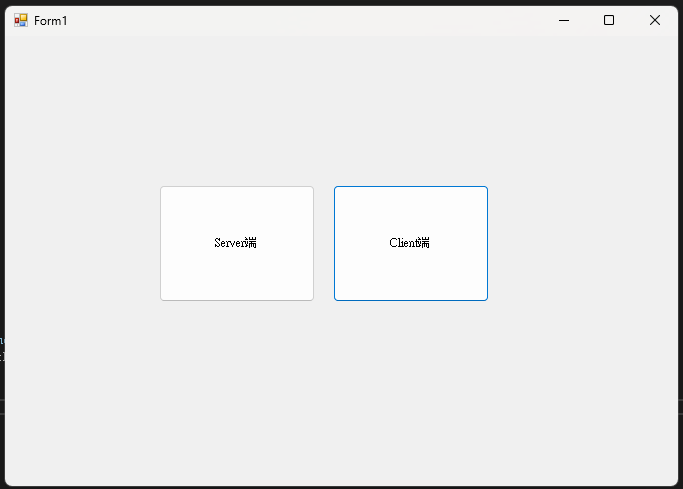 Form1
Server端
Client端